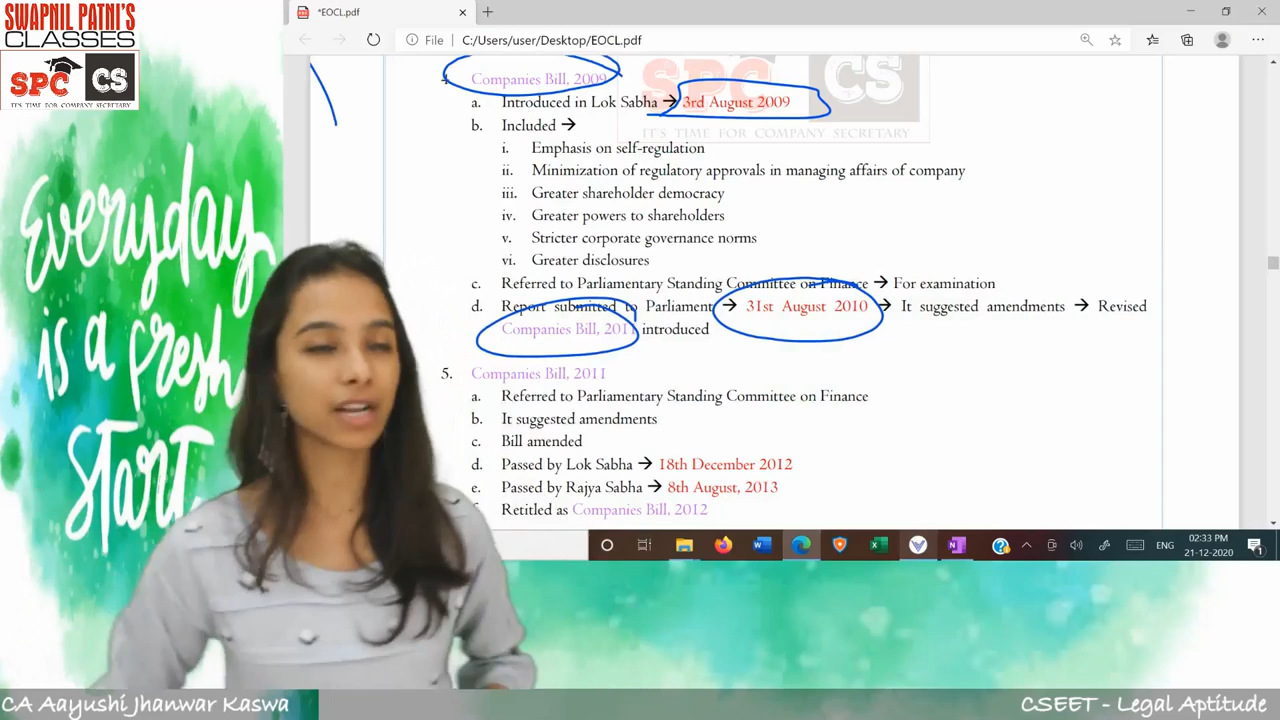 SWAPNIL PATNI'S
CLASSES
SPC CS
IT'S TIME FOR COMPANY SECRETARY
*EOCL.pdf
File C:/Users/user/Desktop/EOCL.pdf
SPC CS
IT'S TIME FOR COMPANY SECRETARY
Companies Bill, 2009
a. Introduced in Lok Sabha → 3rd August 2009
b. Included →
i. Emphasis on self-regulation
ii. Minimization of regulatory approvals in managing affairs of company
iii. Greater shareholder democracy
iv. Greater powers to shareholders
v. Stricter corporate governance norms
vi. Greater disclosures
c. Referred to Parliamentary Standing Committee on Finance → For examination
d. Report submitted to Parliament → 31st August 2010 → It suggested amendments → Revised
Companies Bill, 2011 introduced
5. Companies Bill, 2011
a. Referred to Parliamentary Standing Committee on Finance
b. It suggested amendments
c. Bill amended
d. Passed by Lok Sabha → 18th December 2012
e. Passed by Rajya Sabha → 8th August, 2013
f. Retitled as Companies Bill, 2012
Everyday
is a
fresh
start
ENG
02:33 PM
21-12-2020
CA Aayushi Jhanwar Kaswa
CSEET - Legal Aptitude